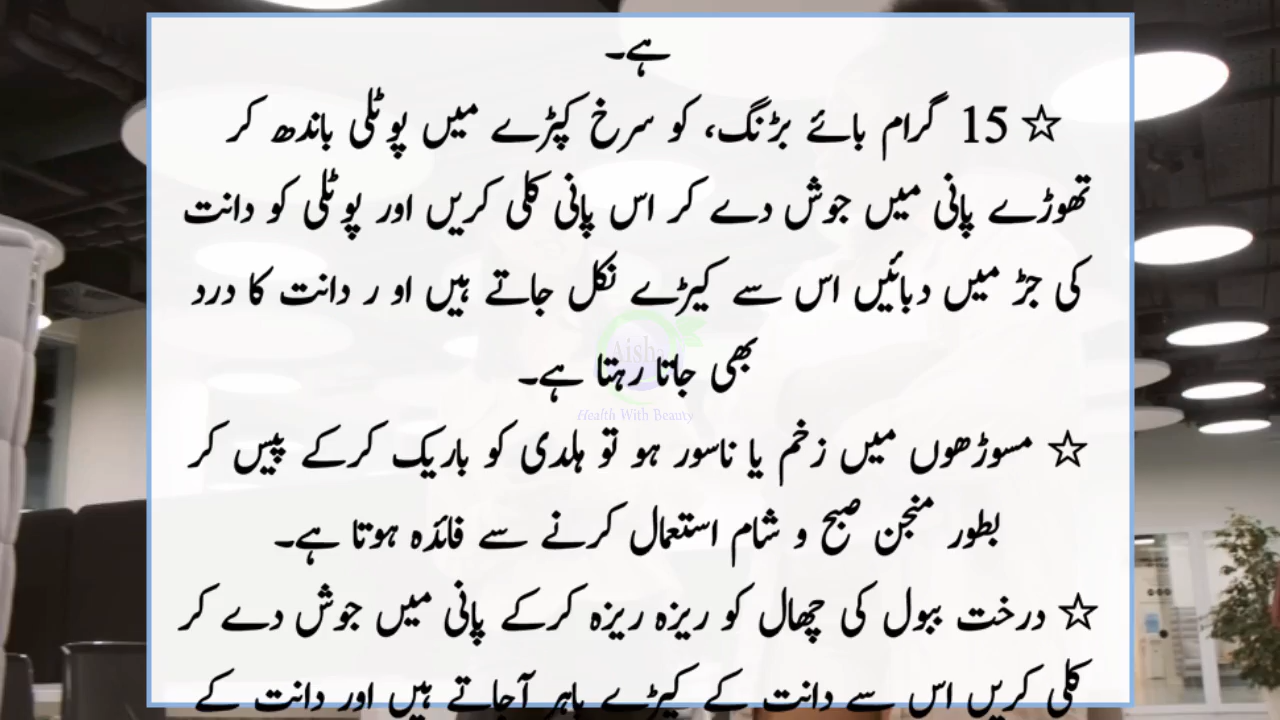 ہے۔
☆ 15 گرام بائے بڑنگ، کو سرخ کپڑے میں پوٹلی باندھ کر
تھوڑے پانی میں جوش دے کر اس پانی کلی کریں اور پوٹلی کو دانت
کی جڑ میں دبائیں اس سے کیڑے نکل جاتے ہیں او ر دانت کا درد
بھی جاتا رہتا ہے۔
Aisha
Health With Beauty
☆ مسوڑھوں میں زخم یا ناسور ہو تو ہلدی کو باریک کرکے پیس کر
بطور منجن صبح و شام استعمال کرنے سے فائدہ ہوتا ہے۔
☆ درخت ببول کی چھال کو ریزہ ریزہ کرکے پانی میں جوش دے کر
کلی کریں اس سے دانت کے کیڑے باہر آجاتے ہیں اور دانت کے